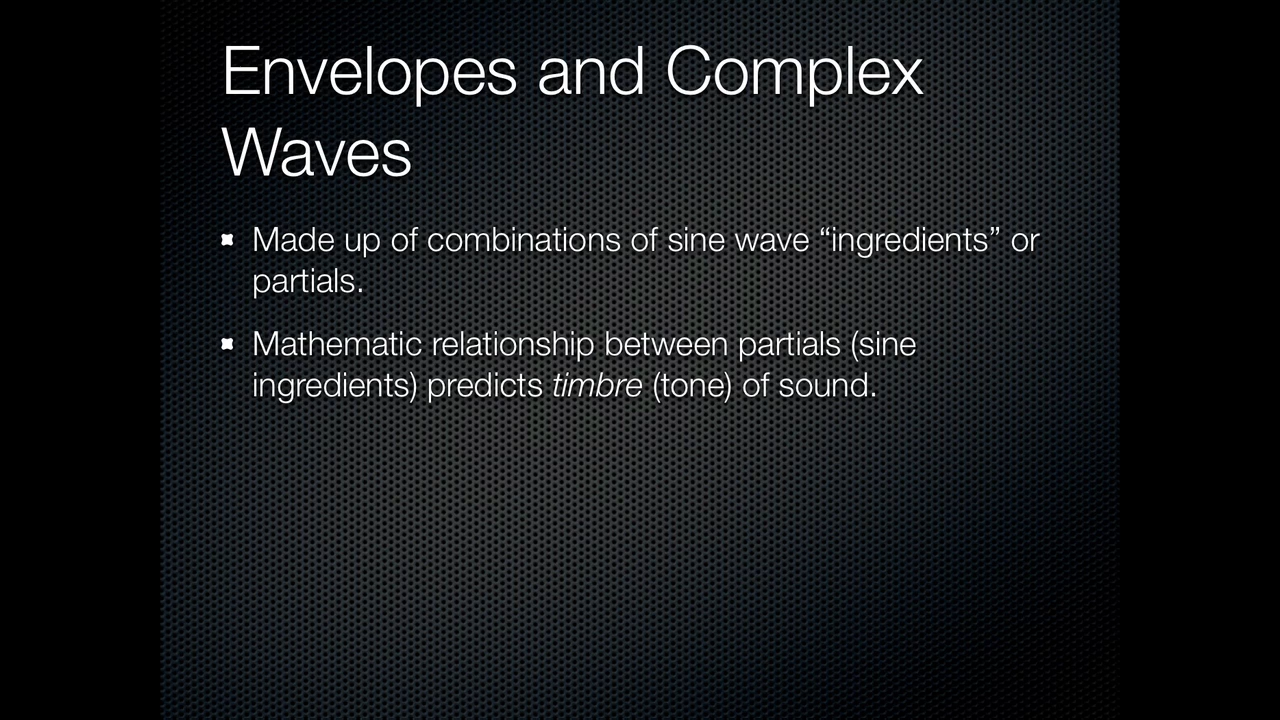 Envelopes and Complex
Waves
Made up of combinations of sine wave “ingredients” or
partials.
Mathematic relationship between partials (sine
ingredients) predicts timbre (tone) of sound.